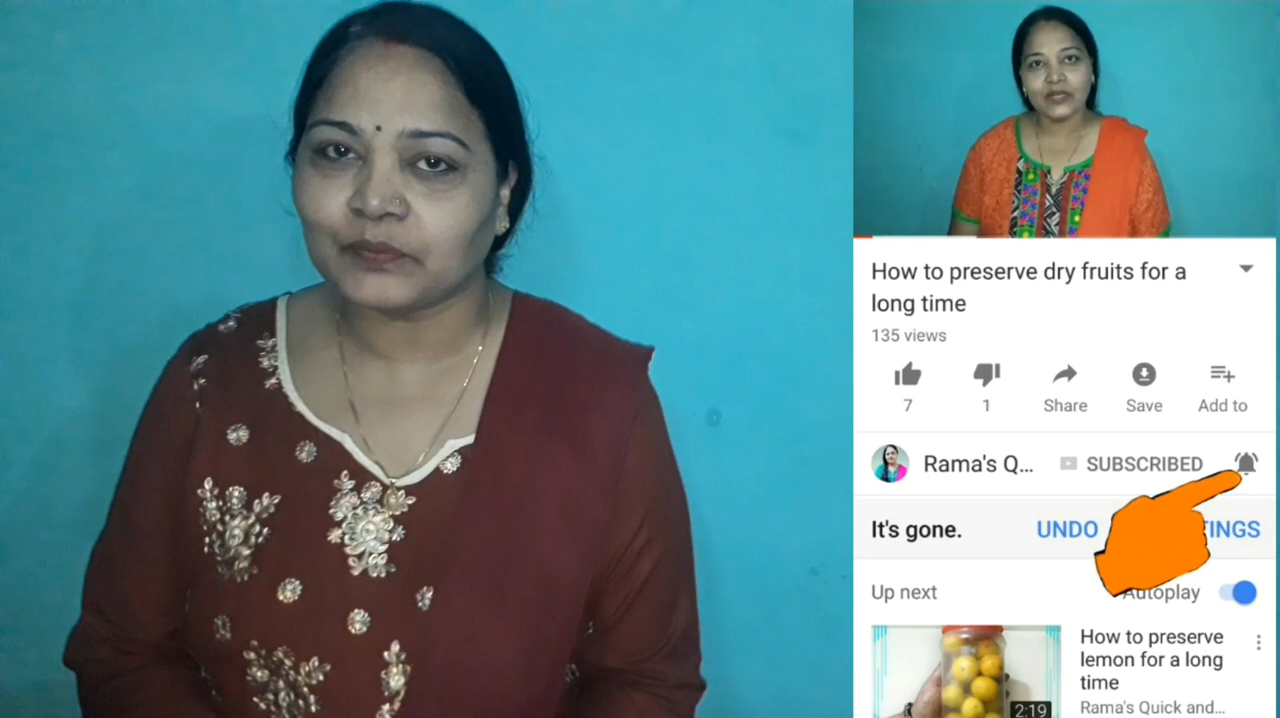 How to preserve dry fruits for a
long time
135 views
7
1
Share
Save
Add to
Rama's Q...
SUBSCRIBED
It's gone.
UNDO
TINGS
Up next
Autoplay
How to preserve
lemon for a long
time
Rama's Quick and...
2:19